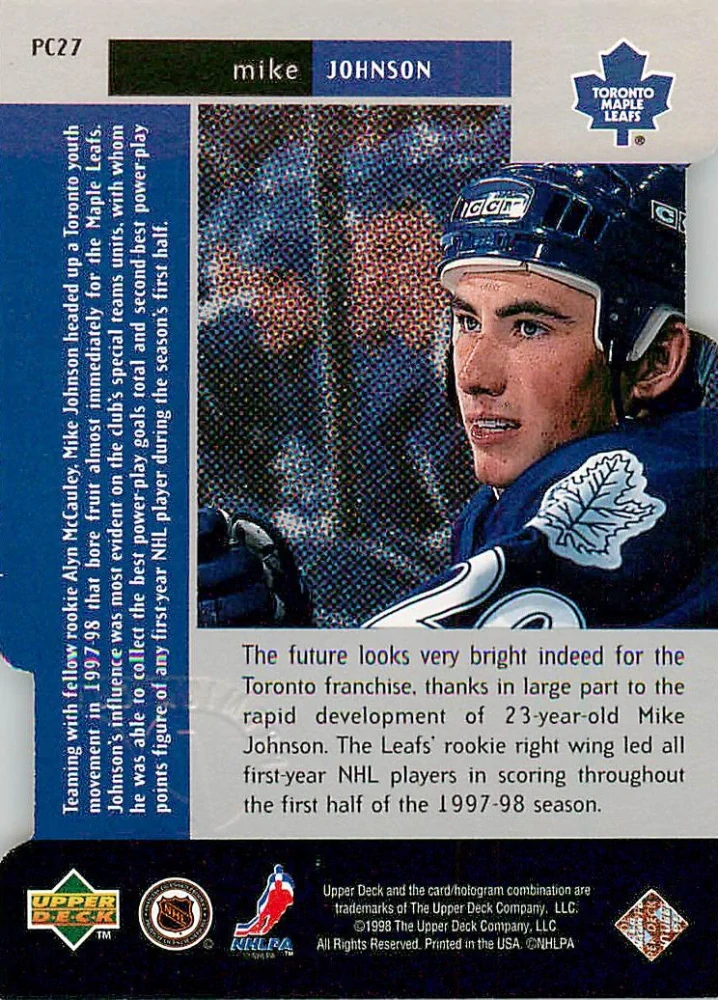 PC27
mike JOHNSON
TORONTO
MAPLE
LEAFS
®
CCM
Teaming with fellow rookie Alyn McCauley, Mike Johnson headed up a Toronto youth
movement in 1997-98 that bore fruit almost immediately for the Maple Leafs.
Johnson's influence was most evident on the club's special teams units, with whom
he was able to collect the best power-play goals total and second-best power-play
points figure of any first-year NHL player during the season's first half.
The future looks very bright indeed for the
Toronto franchise, thanks in large part to the
rapid development of 23-year-old Mike
Johnson. The Leafs' rookie right wing led all
first-year NHL players in scoring throughout
the first half of the 1997-98 season.
UPPER
DECK
TM
NHL
©
NHLPA
TM
Upper Deck and the card/hologram combination are
trademarks of The Upper Deck Company, LLC.
©1998 The Upper Deck Company, LLC
All Rights Reserved. Printed in the USA. ©NHLPA